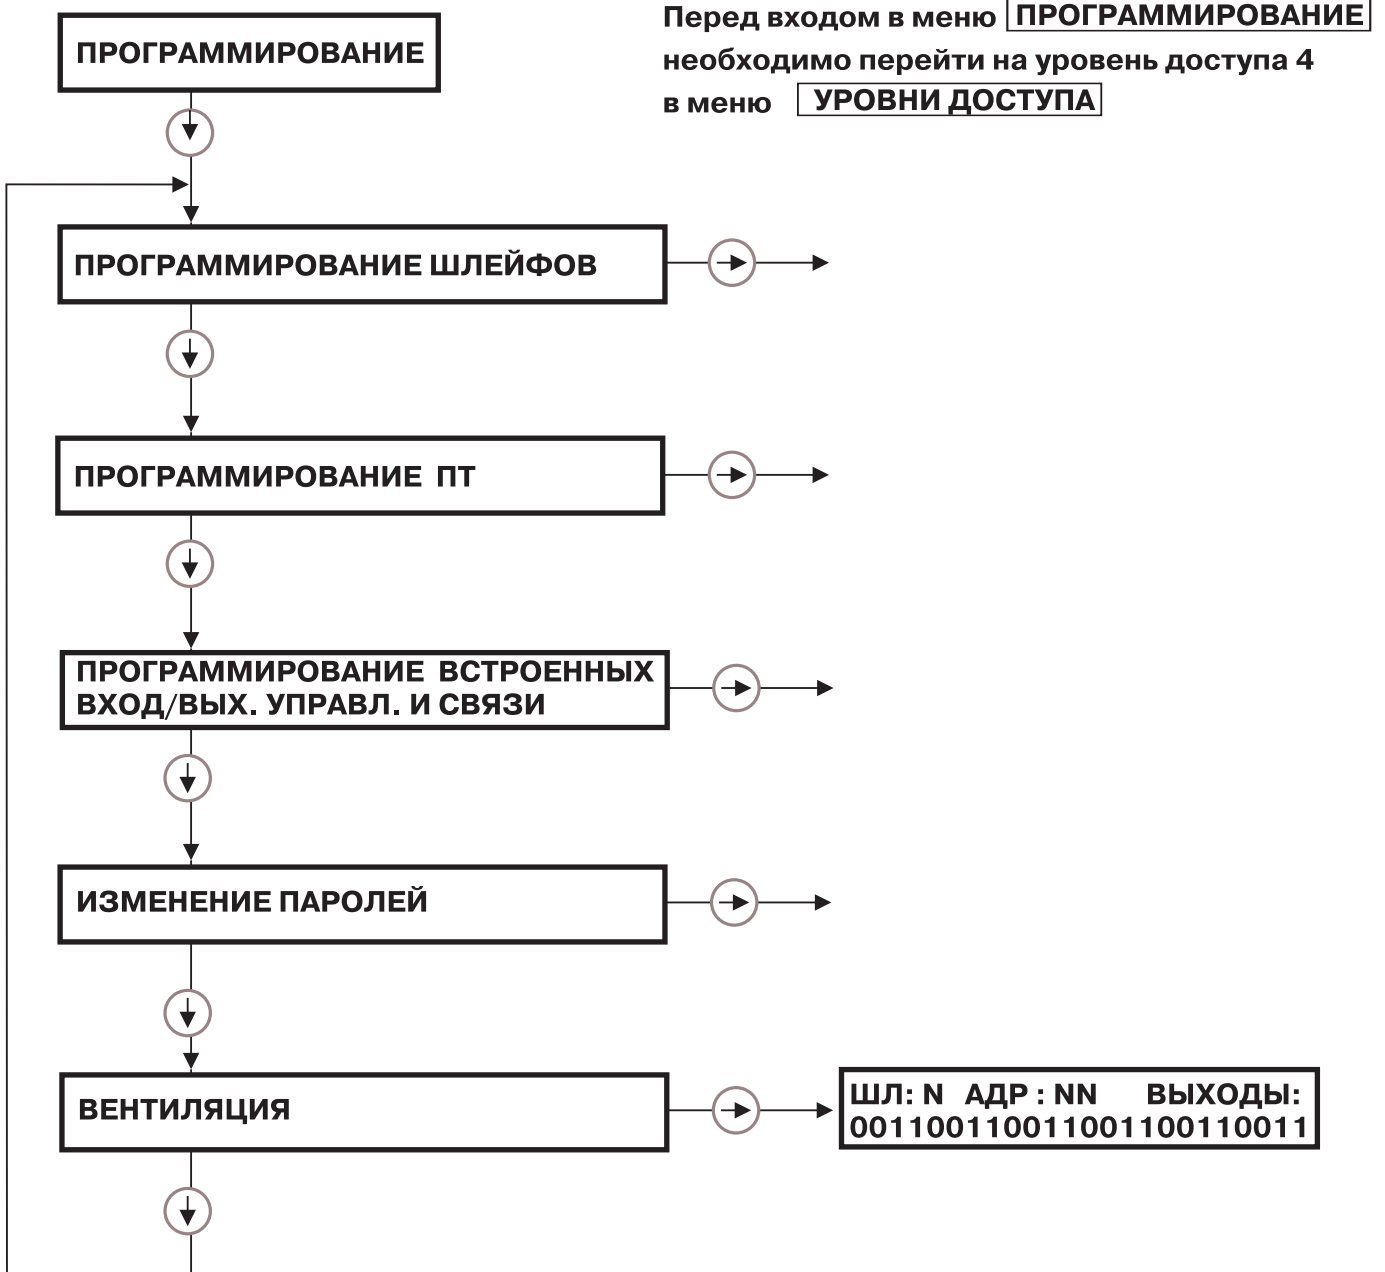 ПРОГРАММИРОВАНИЕ
Перед входом в меню ПРОГРАММИРОВАНИЕ
необходимо перейти на уровень доступа 4
в меню УРОВНИ ДОСТУПА
ПРОГРАММИРОВАНИЕ ШЛЕЙФОВ
ПРОГРАММИРОВАНИЕ ПТ
ПРОГРАММИРОВАНИЕ ВСТРОЕННЫХ
ВХОД/ВЫХ. УПРАВЛ. И СВЯЗИ
ИЗМЕНЕНИЕ ПАРОЛЕЙ
ВЕНТИЛЯЦИЯ
ШЛ: N АДР : NN ВЫХОДЫ:
001100110011001100110011